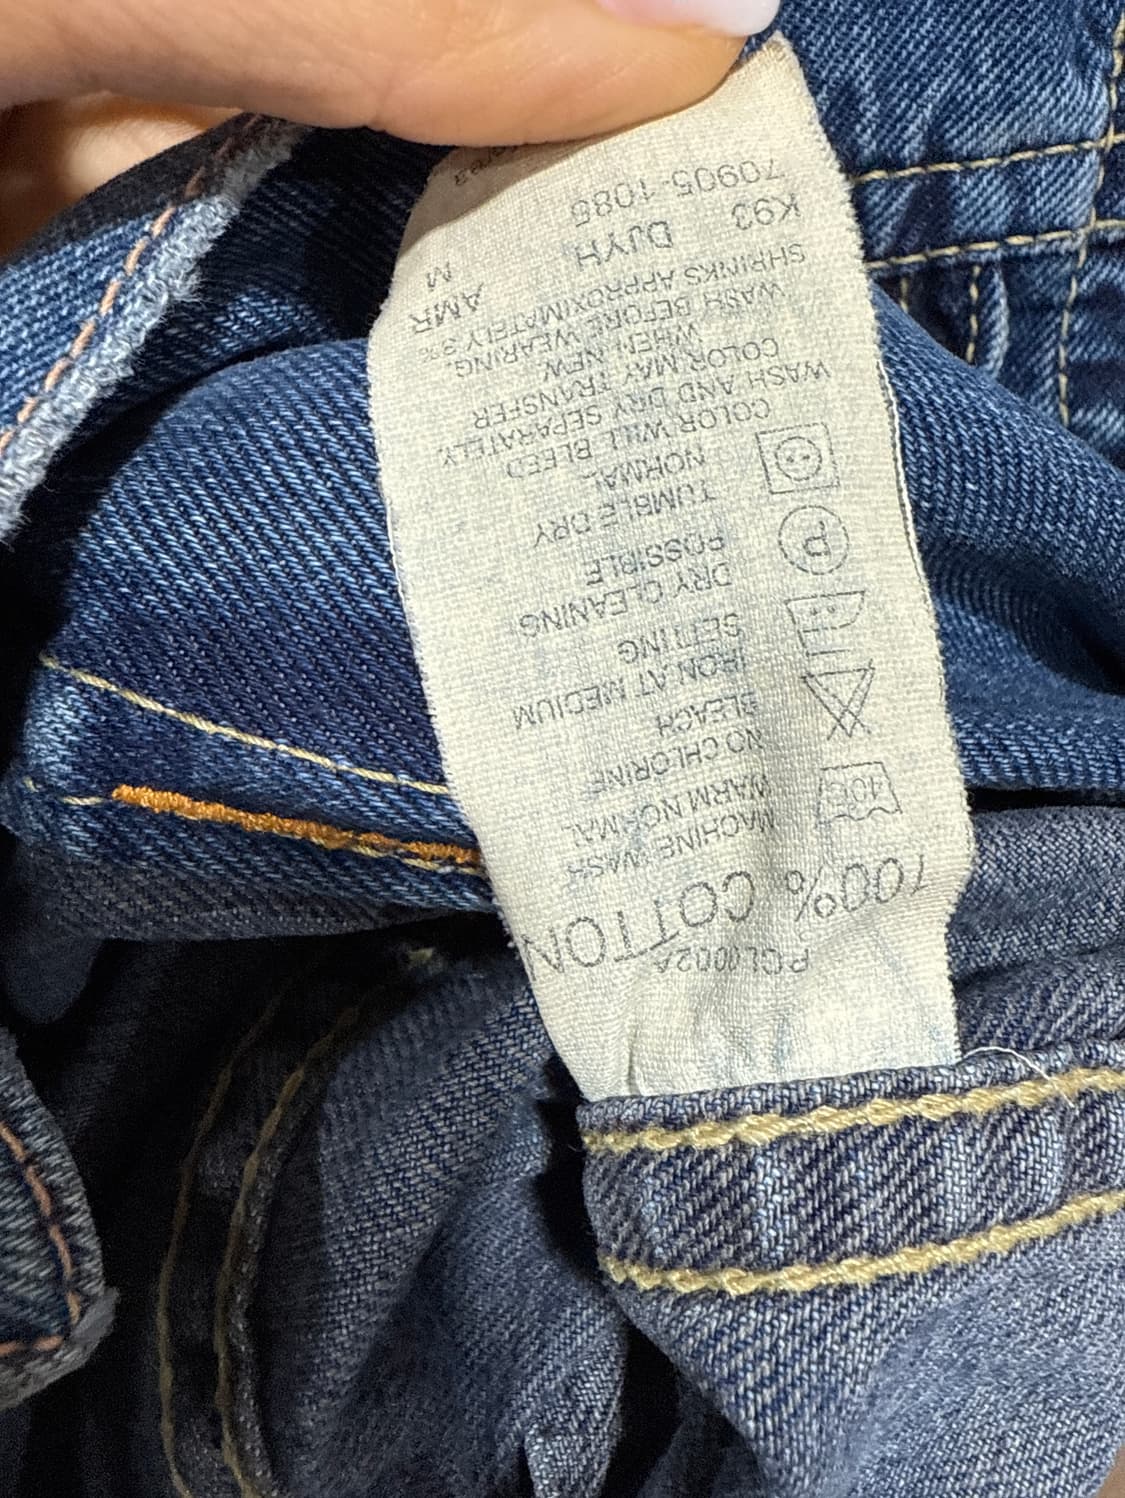 PCL0002A
100% COTTON
40C
MACHINE WASH
WARM NORMAL
NO CHLORINE
BLEACH
IRON AT MEDIUM
SETTING
DRY CLEANING
POSSIBLE
P
TUMBLE DRY
NORMAL
COLOR WILL BLEED
WASH AND DRY SEPARATELY.
COLOR MAY TRANSFER
WHEN NEW.
WASH BEFORE WEARING.
SHRINKS APPROXIMATELY 3%
AMR
K93 DJYH M
70905-1085